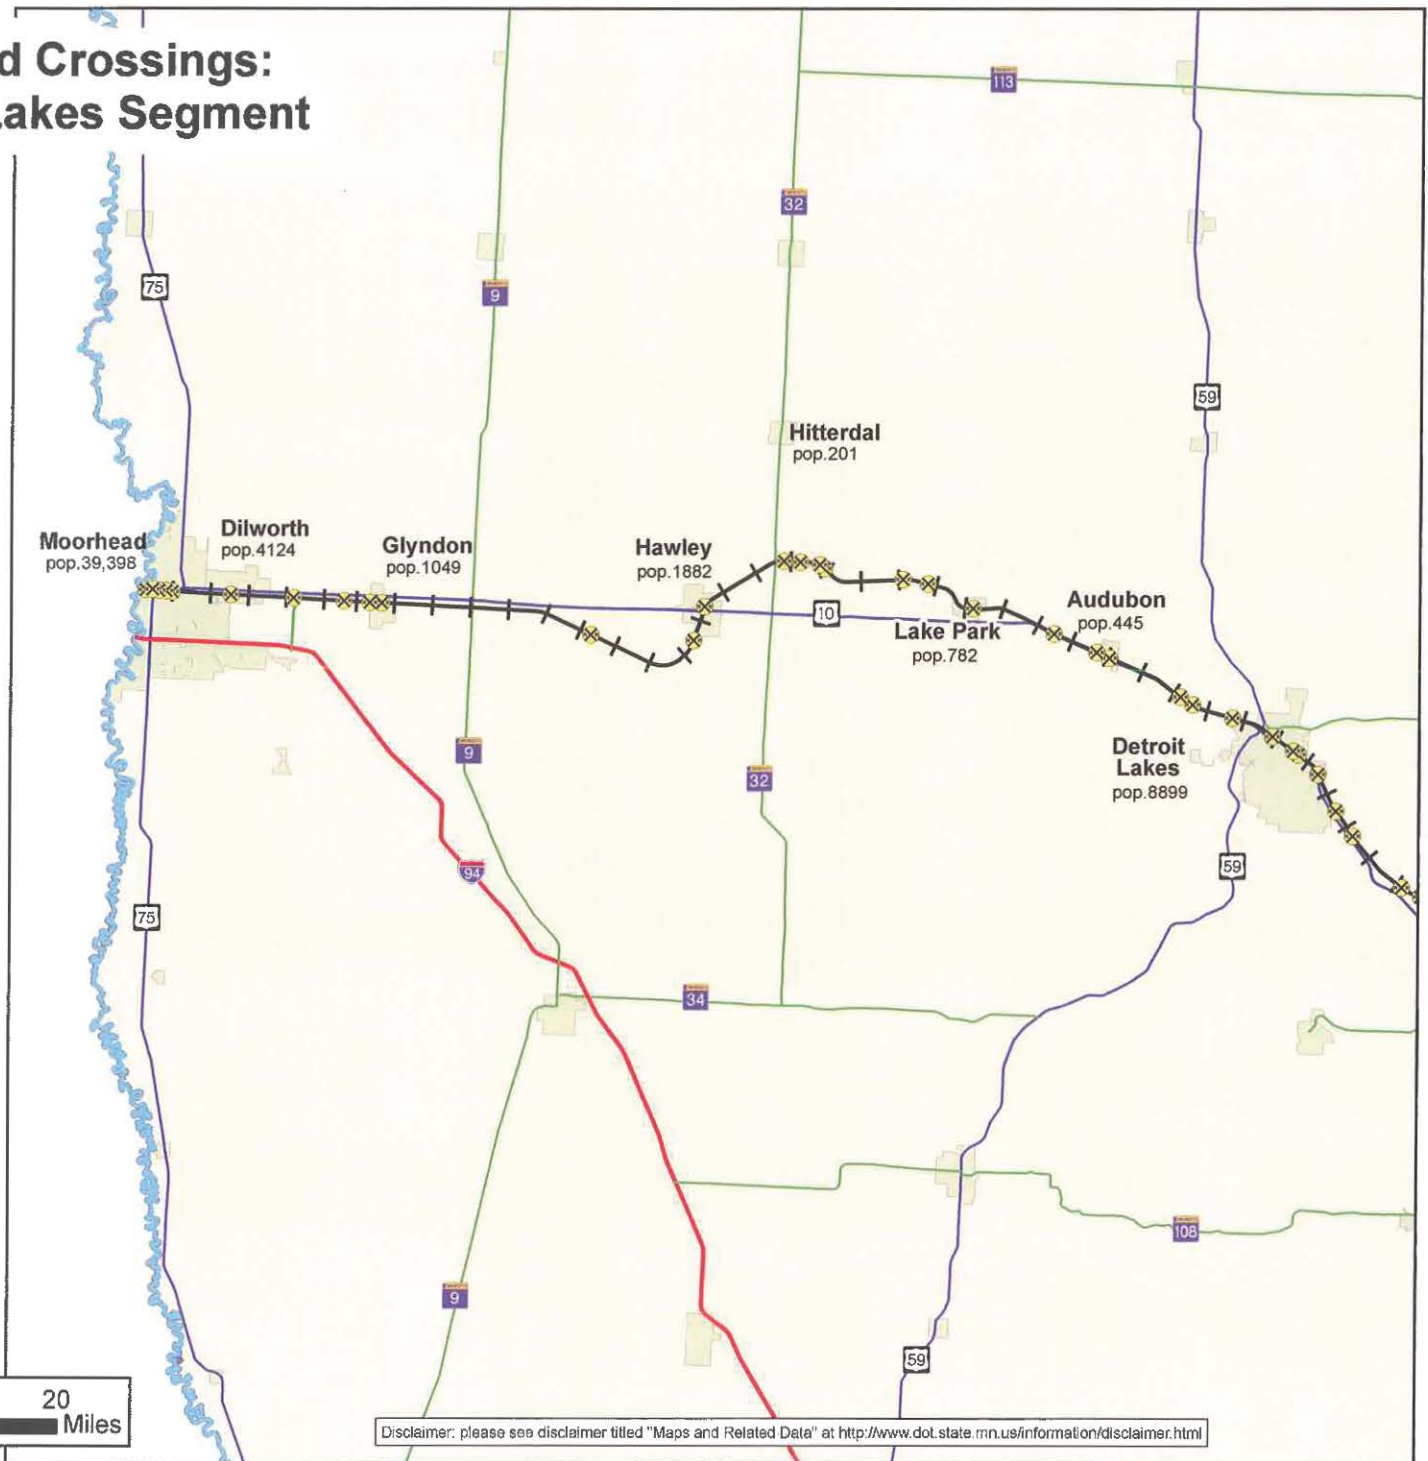 d Crossings:
Lakes Segment
113
32
75
9
59
Hitterdal
pop.201
Moorhead
pop.39,398
Dilworth
pop.4124
Glyndon
pop.1049
Hawley
pop.1882
10
Audubon
pop.445
Lake Park
pop.782
9
32
Detroit
Lakes
pop.8899
94
59
75
34
108
9
59
20
Miles
Disclaimer: please see disclaimer titled "Maps and Related Data" at http://www.dot.state.mn.us/information/disclaimer.html